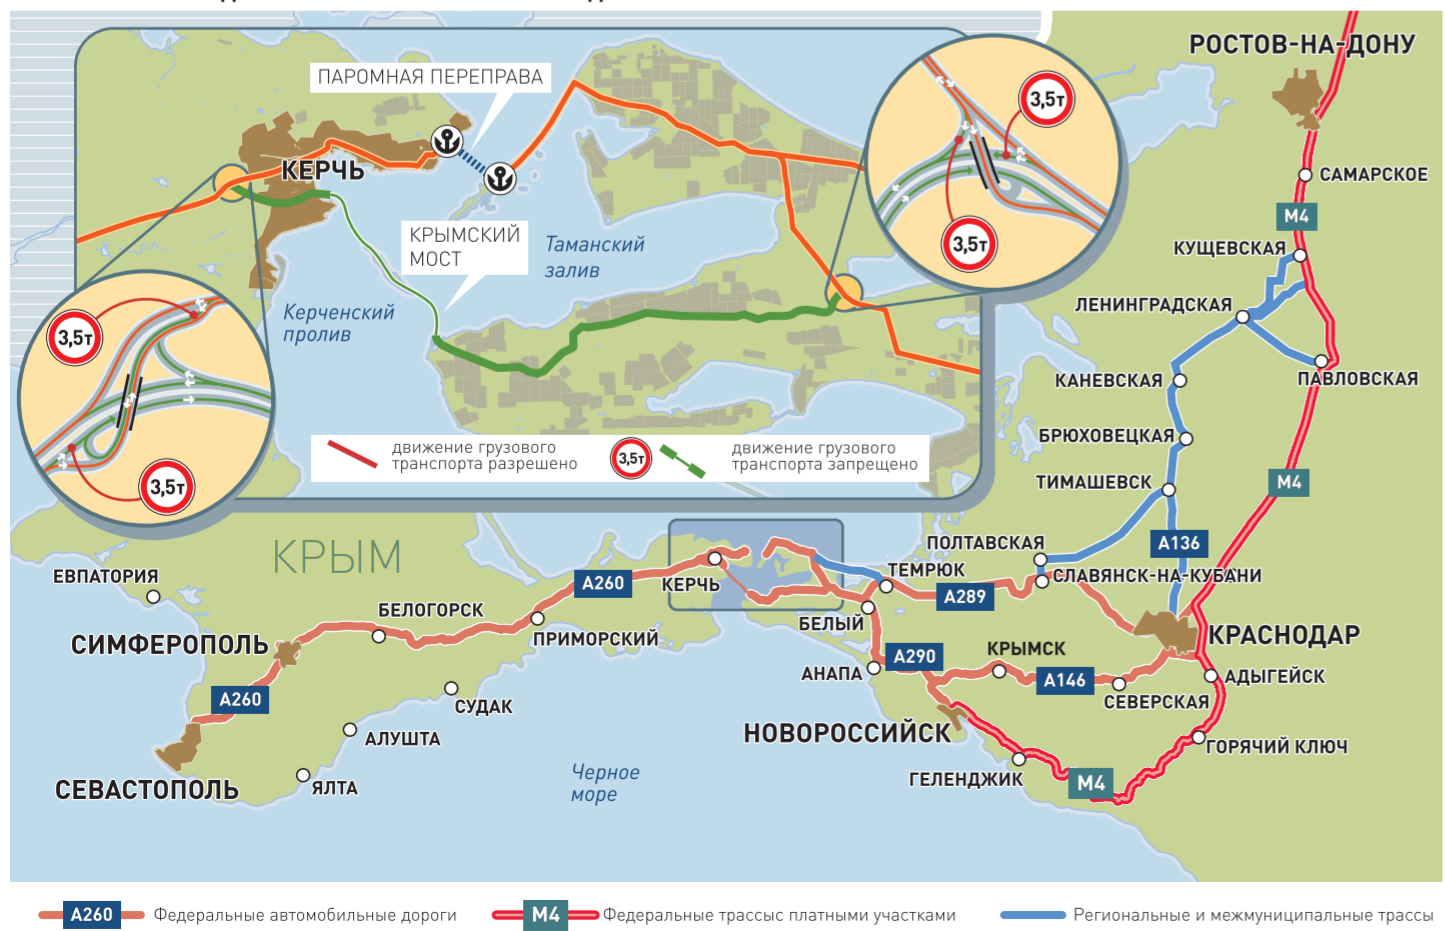 РОСТОВ-НА-ДОНУ
ПАРОМНАЯ ПЕРЕПРАВА
3,5т
САМАРСКОЕ
КЕРЧЬ
М4
КРЫМСКИЙ
МОСТ
Таманский
залив
3,5т
КУЩЕВСКАЯ
Керченский
пролив
ЛЕНИНГРАДСКАЯ
3,5т
КАНЕВСКАЯ
ПАВЛОВСКАЯ
БРЮХОВЕЦКАЯ
движение грузового
транспорта разрешено
3,5т
движение грузового
транспорта запрещено
3,5т
ТИМАШЕВСК
М4
КРЫМ
ПОЛТАВСКАЯ
А136
ЕВПАТОРИЯ
А260
КЕРЧЬ
ТЕМРЮК
СЛАВЯНСК-НА-КУБАНИ
А289
БЕЛОГОРСК
ПРИМОРСКИЙ
БЕЛЫЙ
СИМФЕРОПОЛЬ
КРАСНОДАР
А290
КРЫМСК
АНАПА
А146
АДЫГЕЙСК
А260
СЕВЕРСКАЯ
СУДАК
АЛУШТА
НОВОРОССИЙСК
ГОРЯЧИЙ КЛЮЧ
Черное
море
ГЕЛЕНДЖИК
М4
СЕВАСТОПОЛЬ
ЯЛТА
А260 Федеральные автомобильные дороги
М4 Федеральные трассыс платными участками
Региональные и межмуниципальные трассы